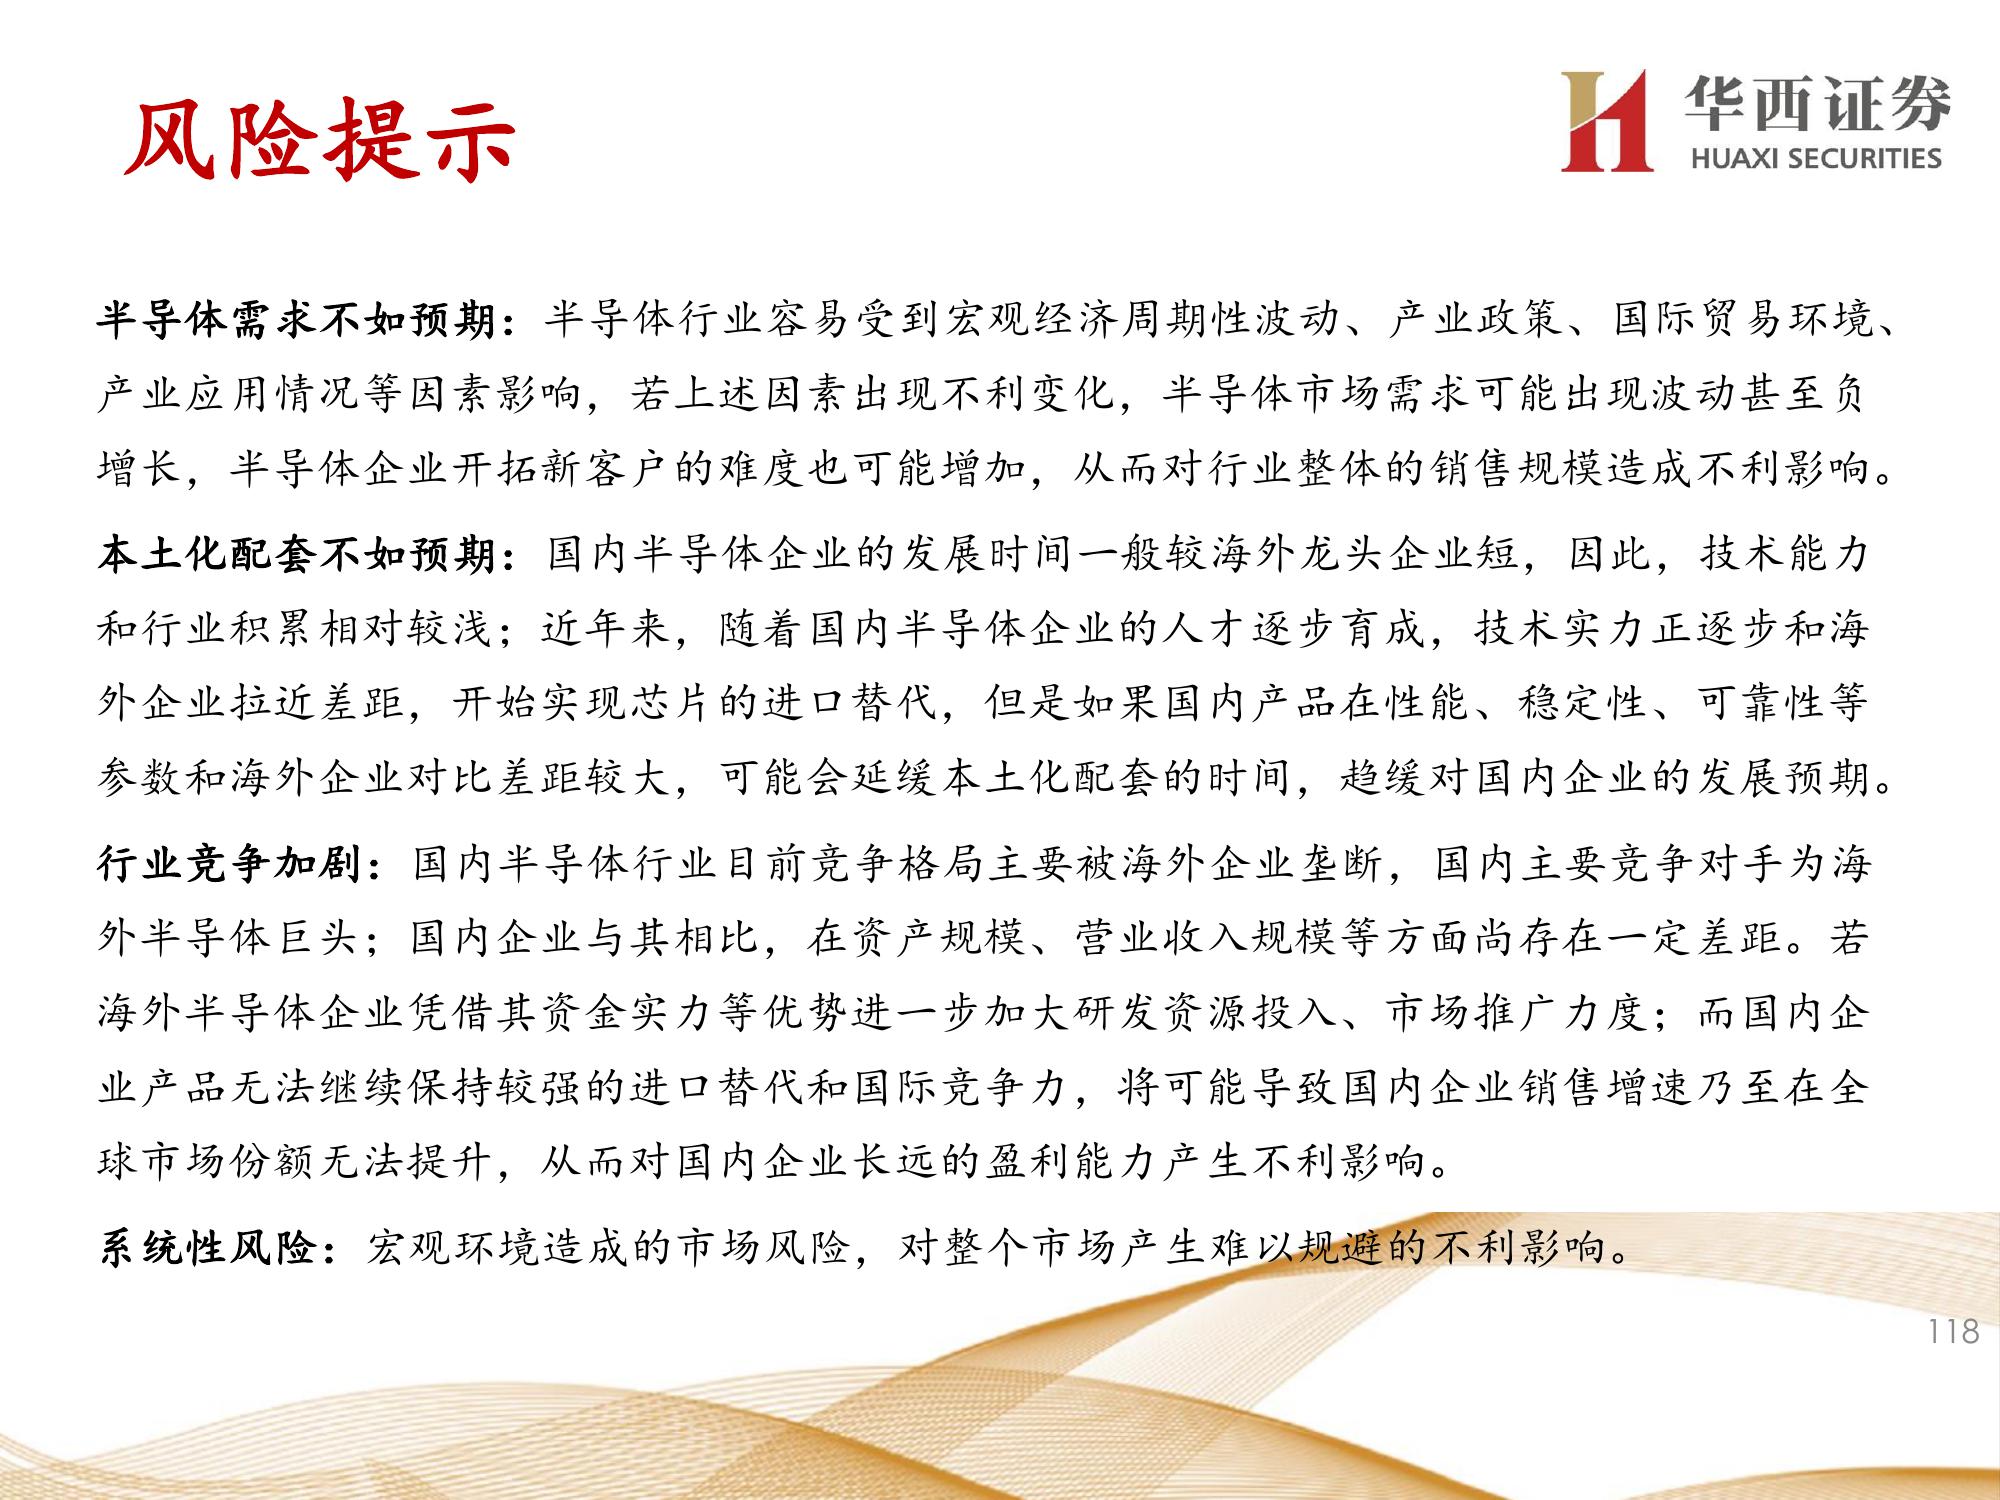 风险提示
华西证券
HUAXI SECURITIES
半导体需求不如预期：半导体行业容易受到宏观经济周期性波动、产业政策、国际贸易环境、
产业应用情况等因素影响，若上述因素出现不利变化，半导体市场需求可能出现波动甚至负
增长，半导体企业开拓新客户的难度也可能增加，从而对行业整体的销售规模造成不利影响。
本土化配套不如预期：国内半导体企业的发展时间一般较海外龙头企业短，因此，技术能力
和行业积累相对较浅；近年来，随着国内半导体企业的人才逐步育成，技术实力正逐步和海
外企业拉近差距，开始实现芯片的进口替代，但是如果国内产品在性能、稳定性、可靠性等
参数和海外企业对比差距较大，可能会延缓本土化配套的时间，趋缓对国内企业的发展预期。
行业竞争加剧：国内半导体行业目前竞争格局主要被海外企业垄断，国内主要竞争对手为海
外半导体巨头；国内企业与其相比，在资产规模、营业收入规模等方面尚存在一定差距。若
海外半导体企业凭借其资金实力等优势进一步加大研发资源投入、市场推广力度；而国内企
业产品无法继续保持较强的进口替代和国际竞争力，将可能导致国内企业销售增速乃至在全
球市场份额无法提升，从而对国内企业长远的盈利能力产生不利影响。
系统性风险：宏观环境造成的市场风险，对整个市场产生难以规避的不利影响。
118